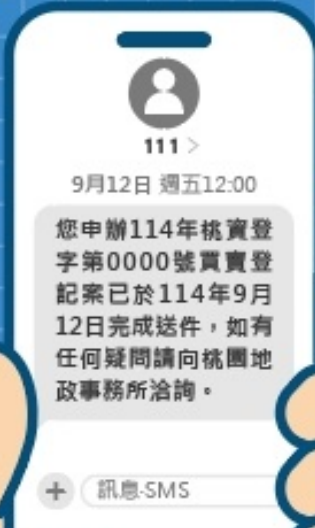 111 >
9月12日 週五12:00
您申辦114年桃資登
字第0000號買賣登
記案已於114年9月
12日完成送件，如有
任何疑問請向桃園地
政事務所洽詢。
+ 訊息·SMS